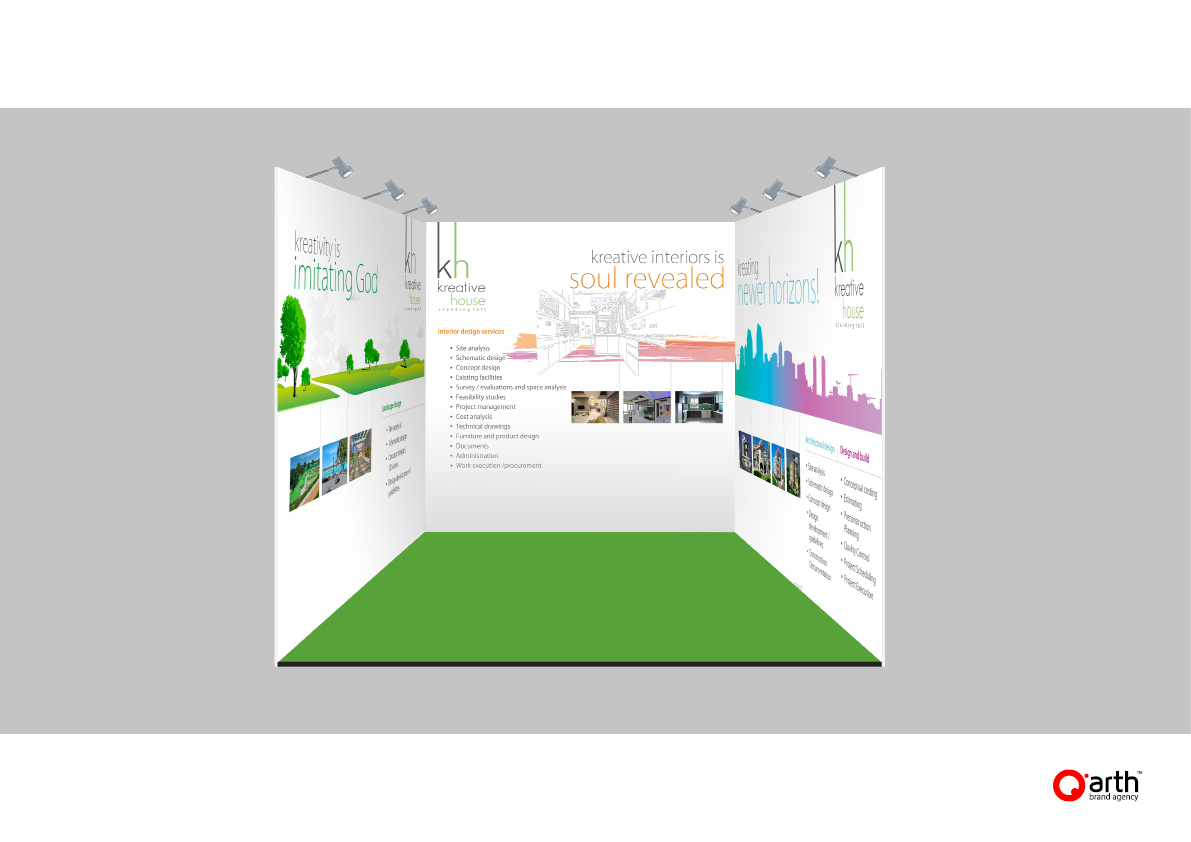 kreativity is
imitating God
kh
kreative
house
standing tall
Landscape design
• Site analysis
• Schematic design
• Concept design /
• Design development /
guidelines
kh
kreative
house
standing tall
kreative interiors is
soul revealed
Interior design services
• Site analysis
• Schematic design
• Concept design
• Existing facilities
• Survey / evaluations and space analysis
• Feasibility studies
• Project management
• Cost analysis
• Technical drawings
• Furniture and product design
• Documents
• Administration
• Work execution /procurement
kreating
newer horizons!
kh
kreative
house
standing tall
Architectural design
• Site analysis
• Schematic design
• Concept design
• Design
development /
guidelines
• Construction
Documentation
Design and build
• Conceptual costing
• Estimating
• Preconstruction
Planning
• Quality Control
• Project Scheduling
• Project Execution
Q'arth™
brand agency